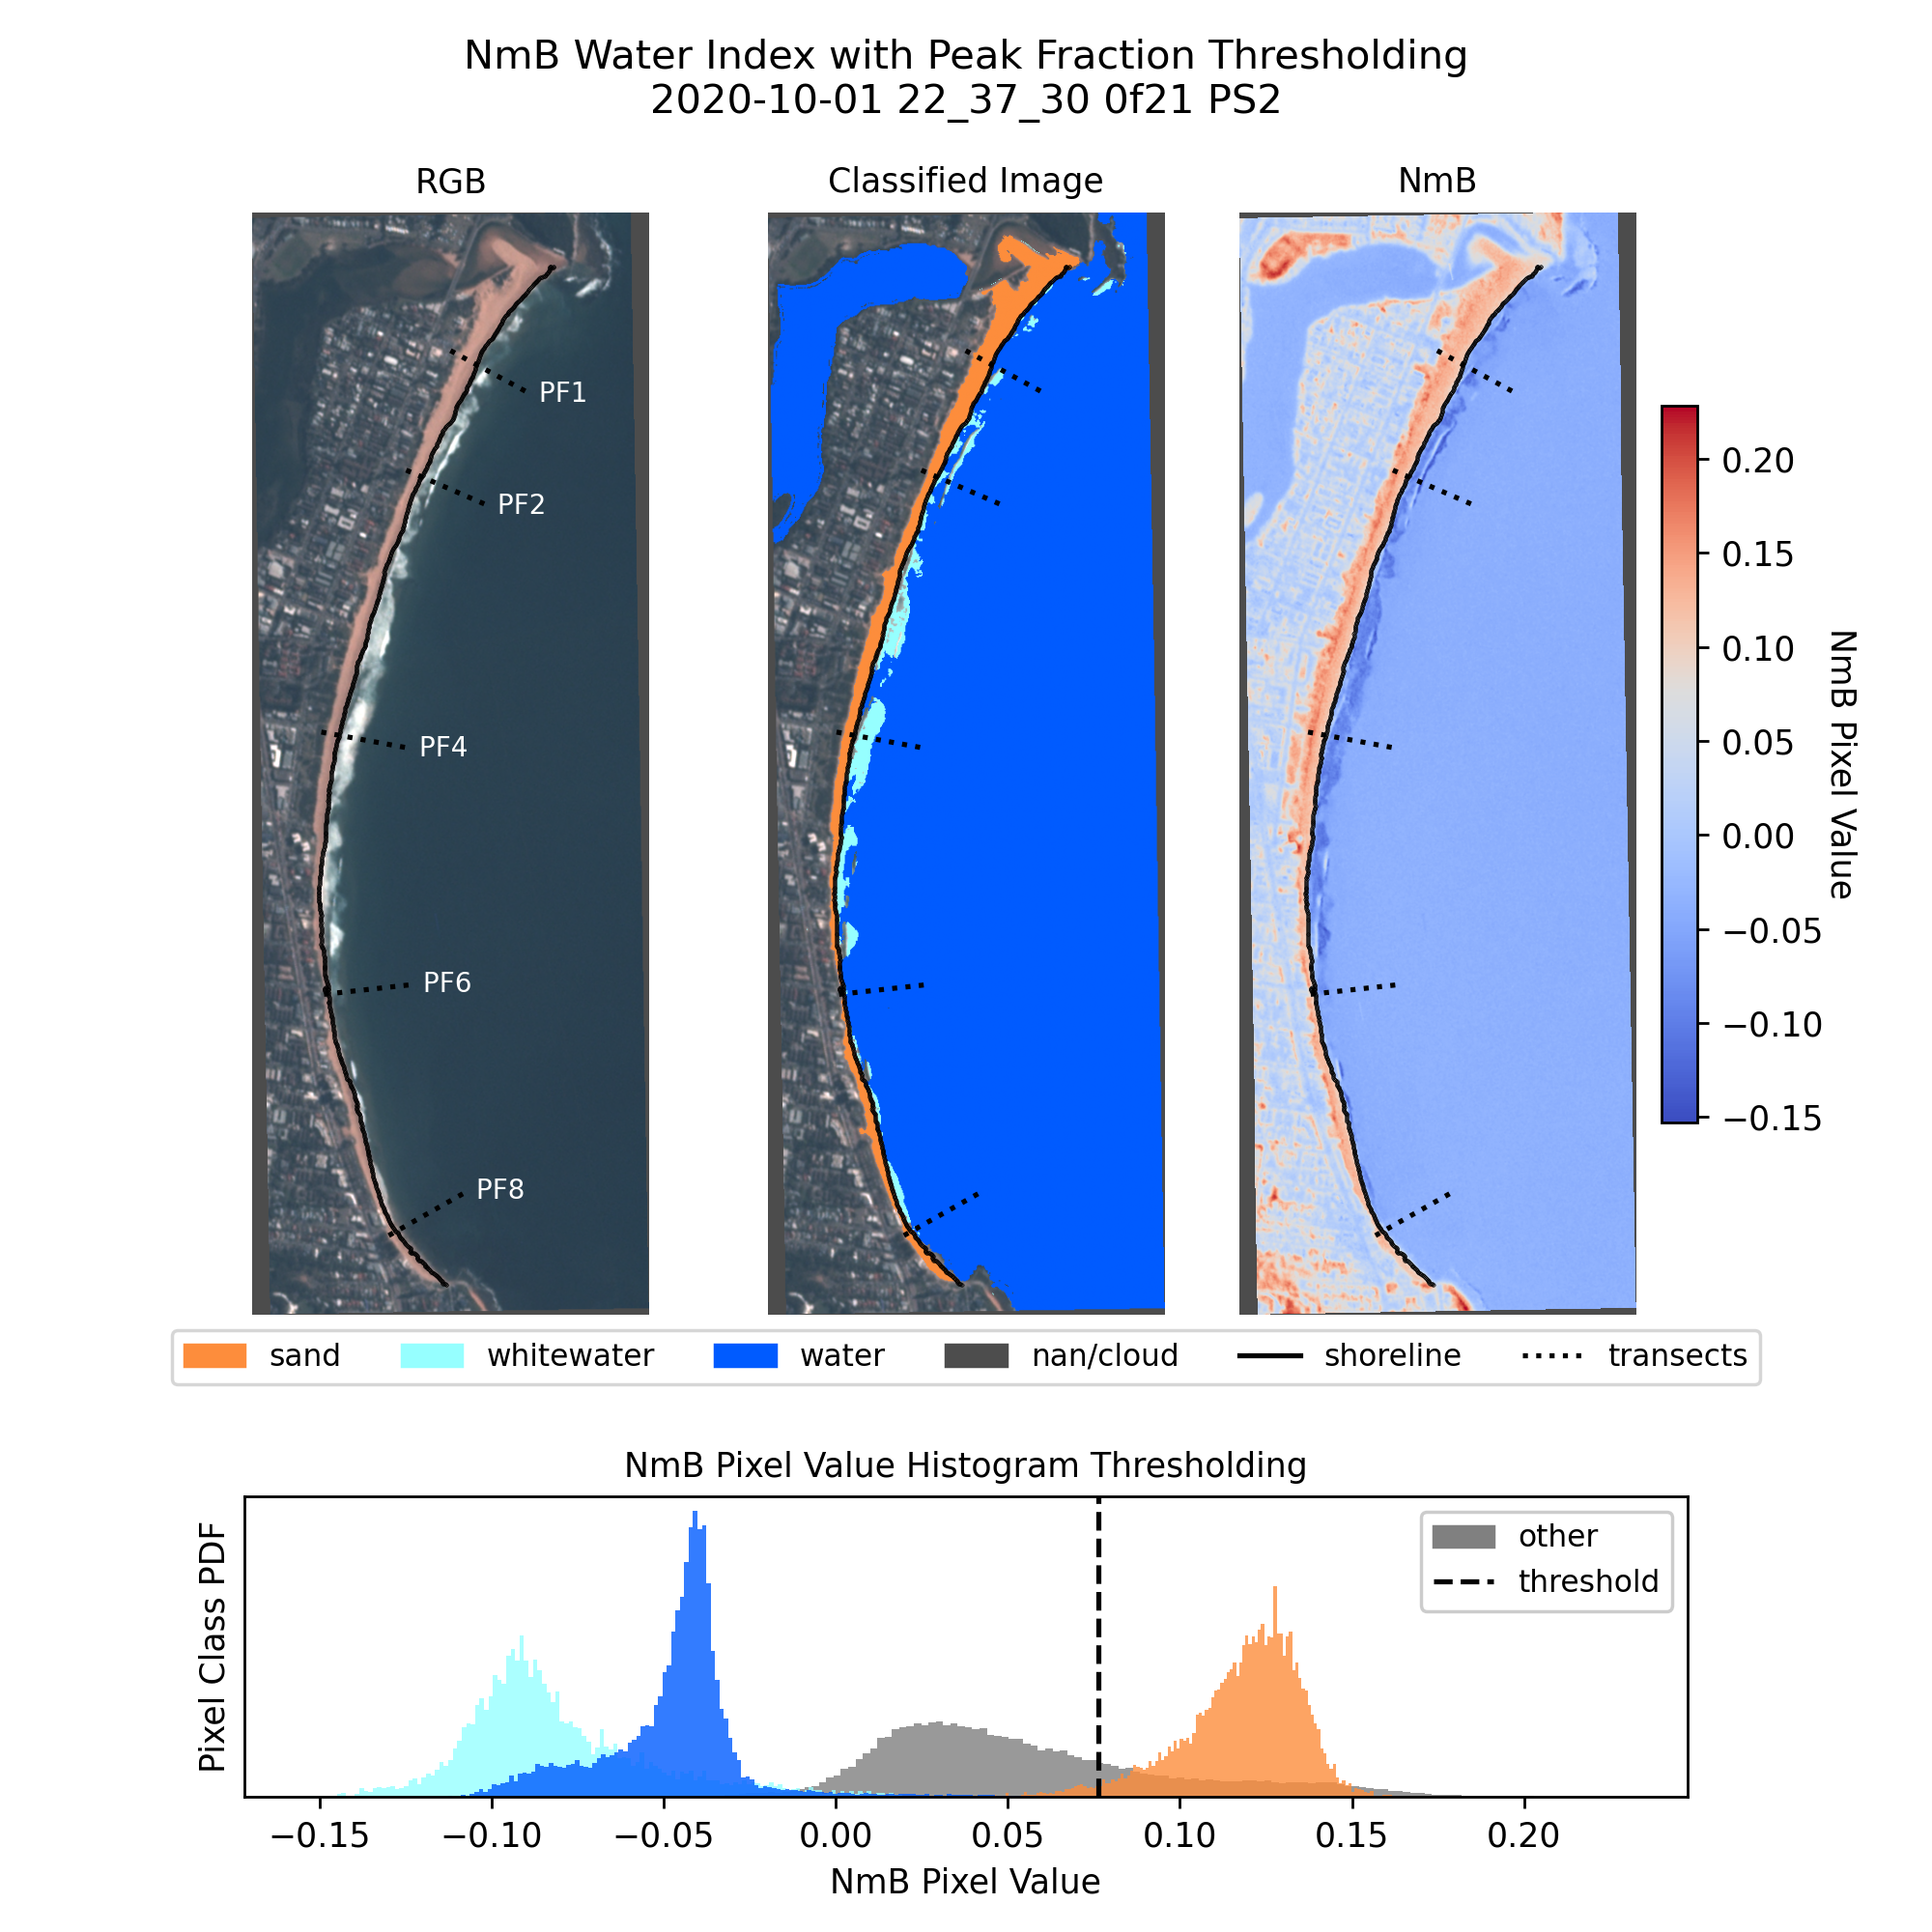 NmB Water Index with Peak Fraction Thresholding
2020-10-01 22_37_30 0f21 PS2
RGB
Classified Image
NmB
PF1
PF2
PF4
PF6
PF8
0.20
0.15
0.10
0.05
0.00
−0.05
−0.10
−0.15
NmB Pixel Value
sand
whitewater
water
nan/cloud
shoreline
transects
NmB Pixel Value Histogram Thresholding
Pixel Class PDF
other
threshold
−0.15
−0.10
−0.05
0.00
0.05
0.10
0.15
0.20
NmB Pixel Value